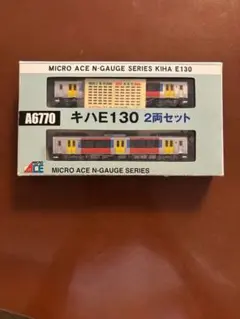 MICRO ACE N-GAUGE SERIES KIHA E130
A6770
キハE130 2両セット
MICRO ACE
MICRO ACE N-GAUGE SERIES